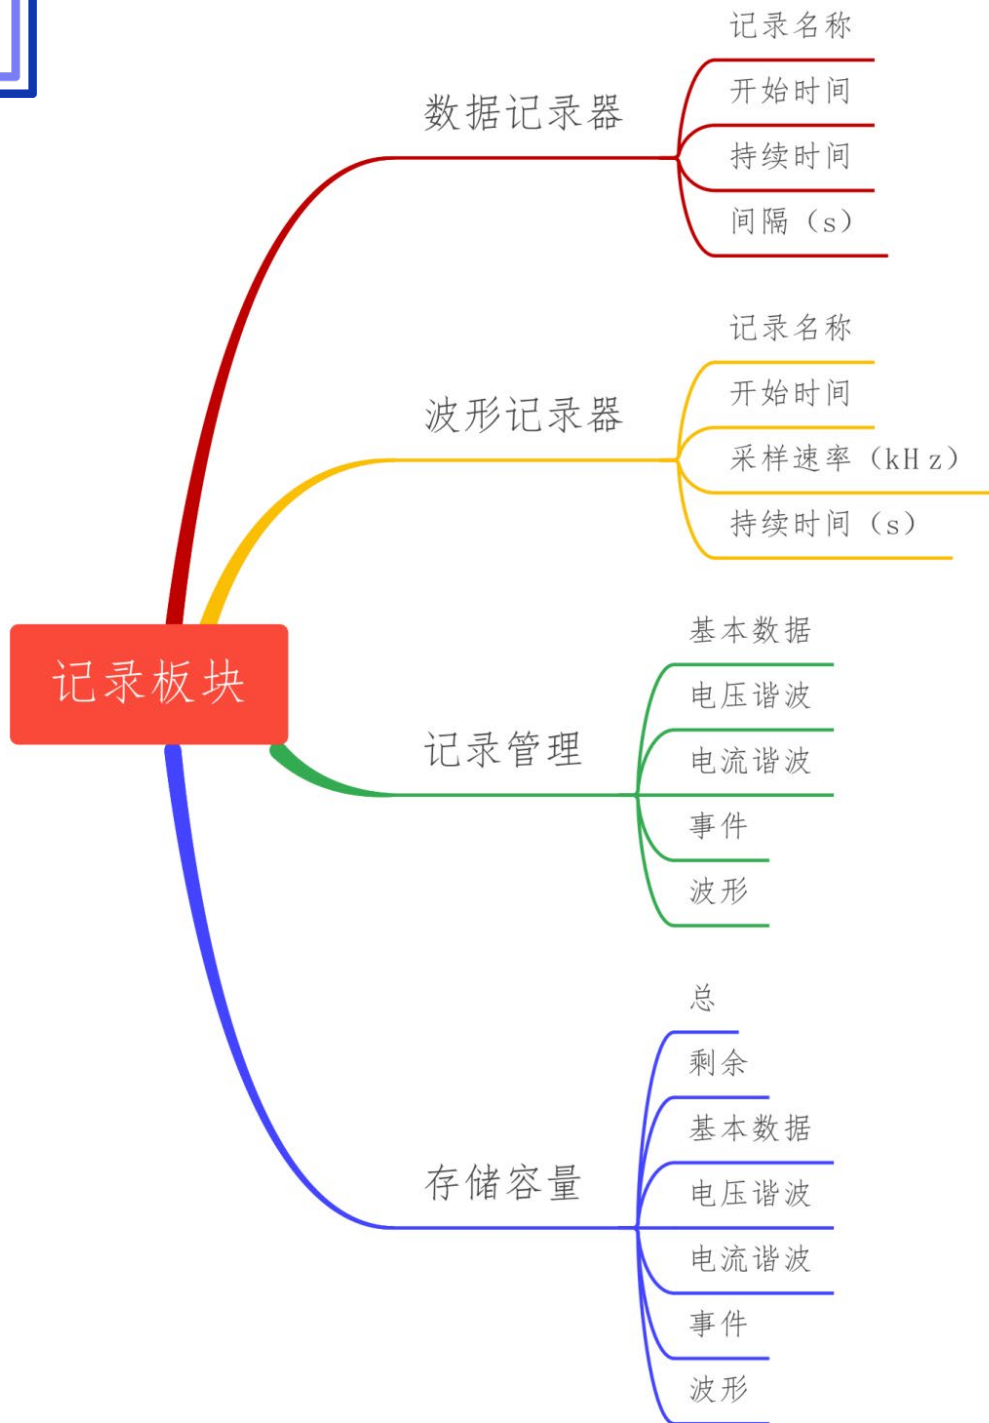 记录板块
数据记录器
记录名称
开始时间
持续时间
间隔（s）
波形记录器
记录名称
开始时间
采样速率（kHz）
持续时间（s）
记录管理
基本数据
电压谐波
电流谐波
事件
波形
存储容量
总
剩余
基本数据
电压谐波
电流谐波
事件
波形